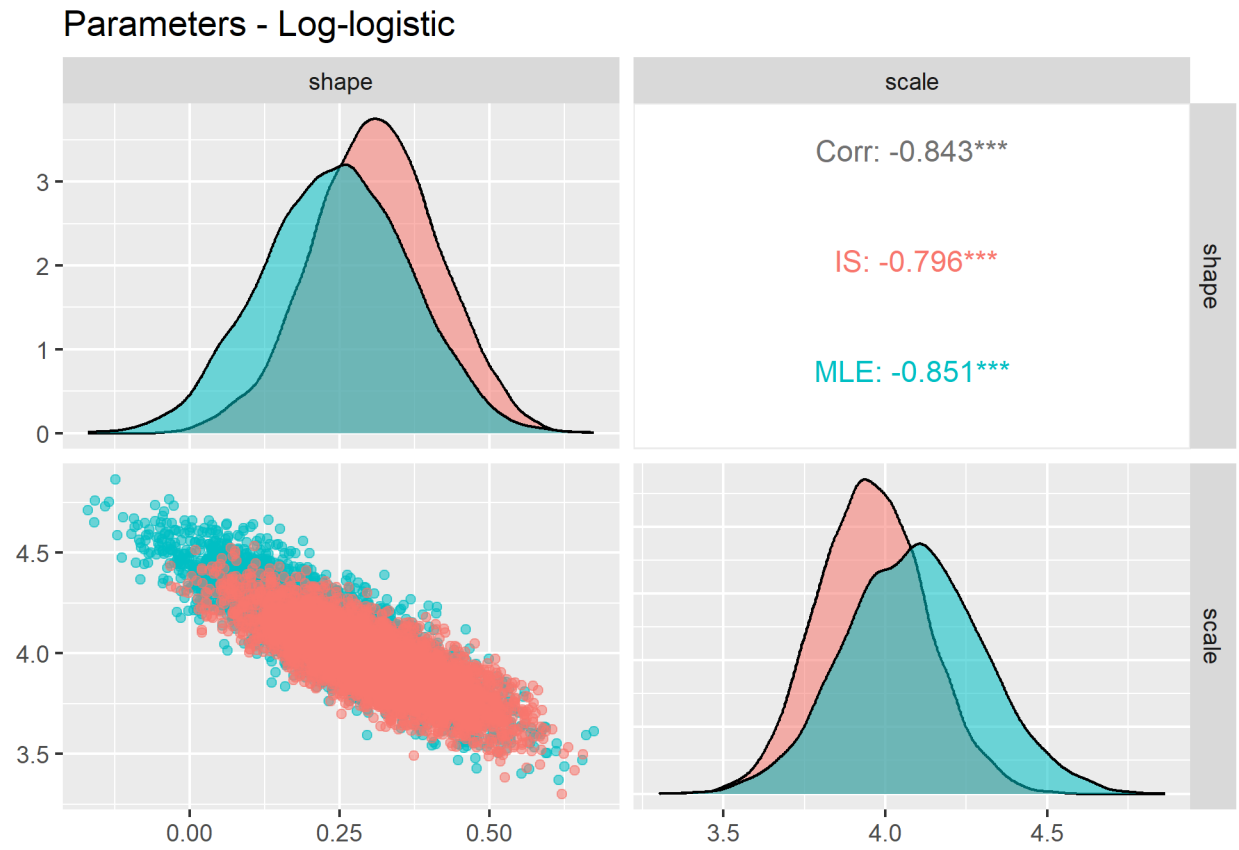 Parameters - Log-logistic
shape
scale
3
2
1
0
Corr: -0.843***
IS: -0.796***
MLE: -0.851***
shape
4.5
4.0
3.5
scale
0.00
0.25
0.50
3.5
4.0
4.5